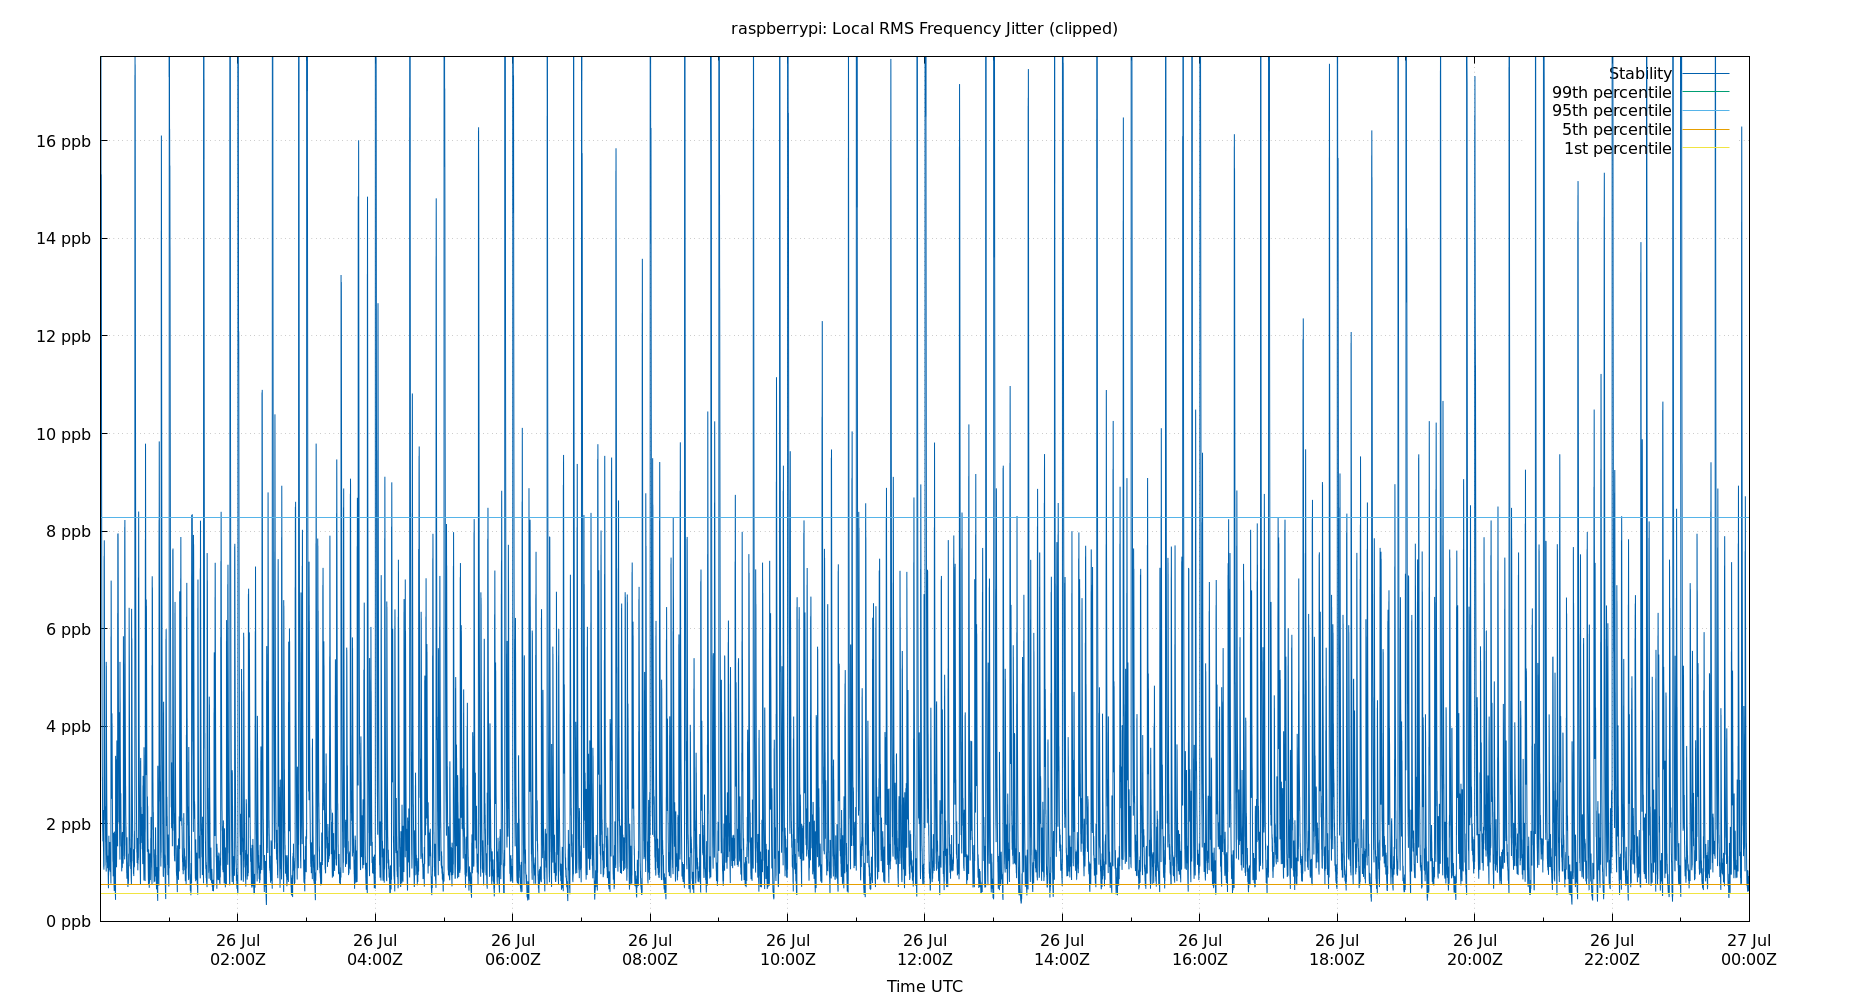 raspberrypi: Local RMS Frequency Jitter (clipped)
Stability
99th percentile
95th percentile
5th percentile
1st percentile
16 ppb
14 ppb
12 ppb
10 ppb
8 ppb
6 ppb
4 ppb
2 ppb
0 ppb
26 Jul 26 Jul 26 Jul 26 Jul 26 Jul 26 Jul 26 Jul 26 Jul 26 Jul 26 Jul 26 Jul 27 Jul
02:00Z 04:00Z 06:00Z 08:00Z 10:00Z 12:00Z 14:00Z 16:00Z 18:00Z 20:00Z 22:00Z 00:00Z
Time UTC